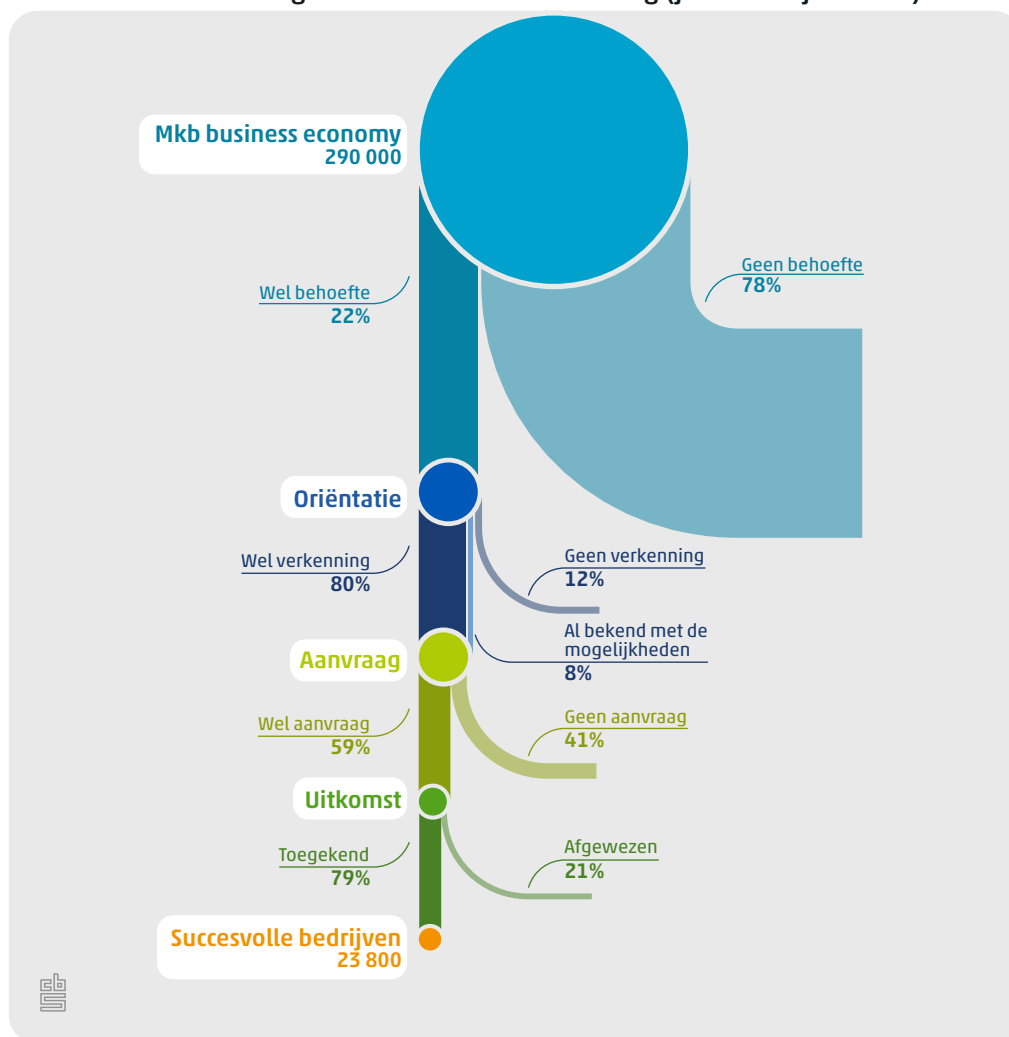 Mkb business economy
290 000
Geen behoefte
78%
Wel behoefte
22%
Oriëntatie
Wel verkenning
80%
Geen verkenning
12%
Al bekend met de
mogelijkheden
8%
Aanvraag
Wel aanvraag
59%
Geen aanvraag
41%
Uitkomst
Toegekend
79%
Afgewezen
21%
Succesvolle bedrijven
23 800
cbs